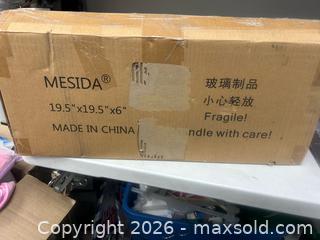 MESIDA®
19.5"x19.5"x6"
MADE IN CHINA
玻璃制品
小心轻放
Fragile!
ndle with care!
Copyright 2026 - maxsold.com